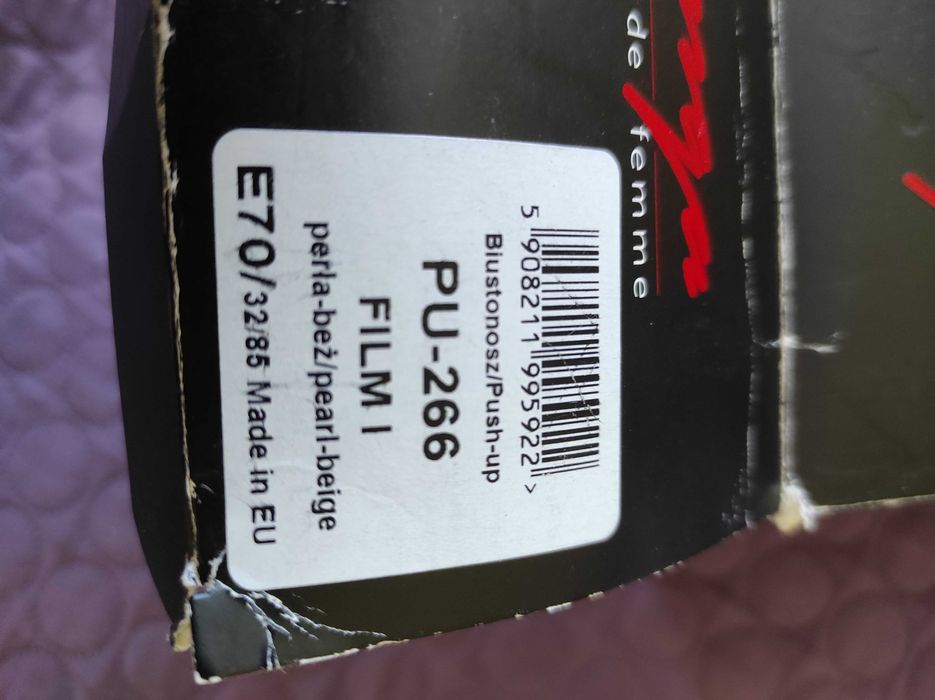 de femme
5 908211 995922 >
Biustonosz/Push-up
PU-266
FILM I
perla-beż/pearl-beige
E70/32/85 Made in EU